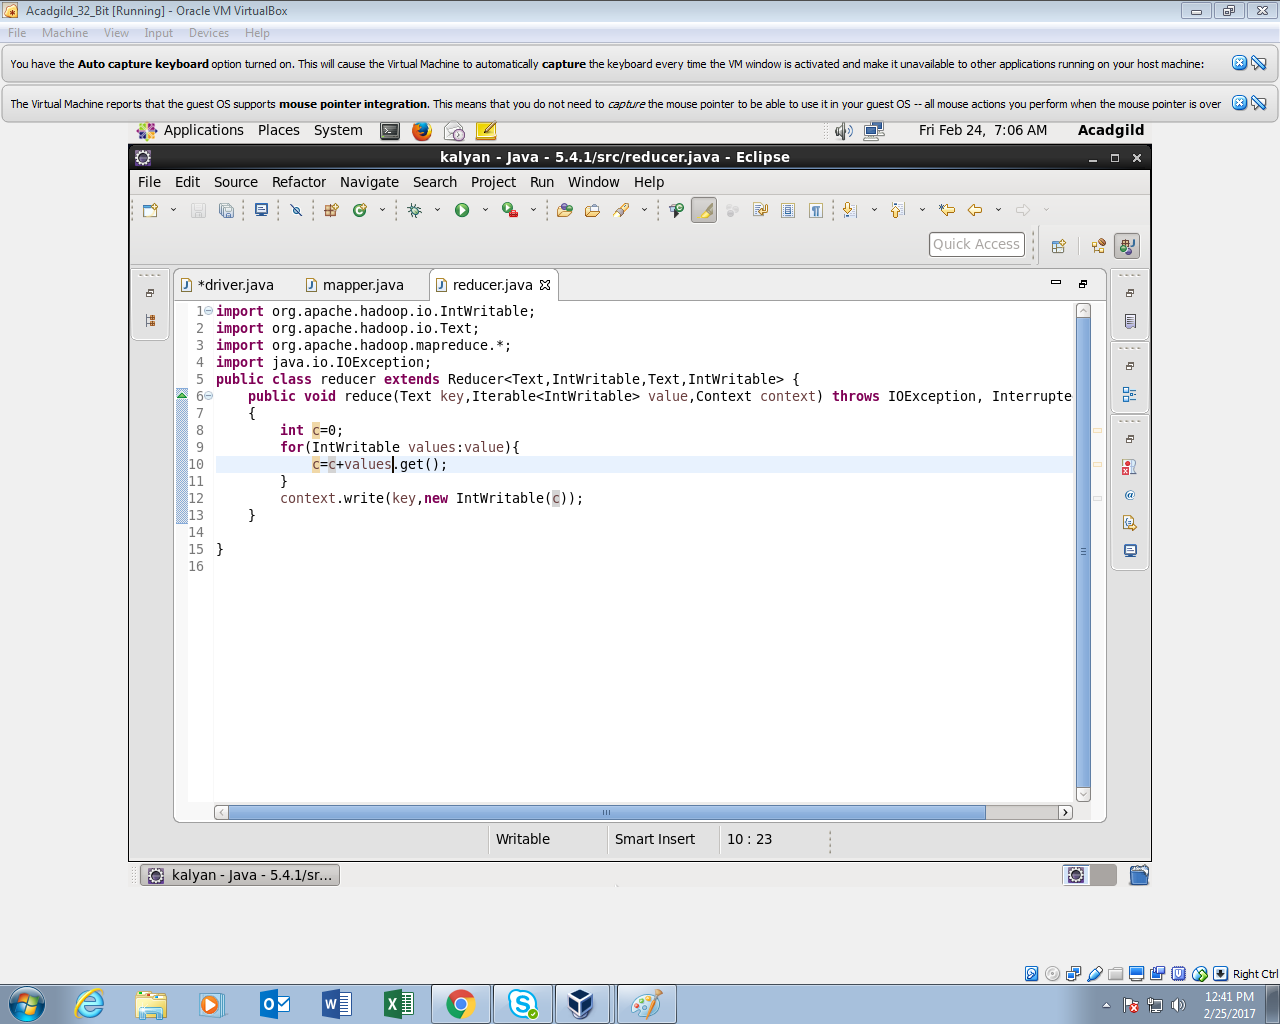 Acadgild_32_Bit [Running] - Oracle VM VirtualBox
File Machine View Input Devices Help
You have the Auto capture keyboard option turned on. This will cause the Virtual Machine to automatically capture the keyboard every time the VM window is activated and make it unavailable to other applications running on your host machine:
The Virtual Machine reports that the guest OS supports mouse pointer integration. This means that you do not need to capture the mouse pointer to be able to use it in your guest OS -- all mouse actions you perform when the mouse pointer is over
Applications Places System Fri Feb 24, 7:06 AM Acadgild
kalyan - Java - 5.4.1/src/reducer.java - Eclipse
File Edit Source Refactor Navigate Search Project Run Window Help
Quick Access
*driver.java mapper.java reducer.java
1 import org.apache.hadoop.io.IntWritable;
2 import org.apache.hadoop.io.Text;
3 import org.apache.hadoop.mapreduce.*;
4 import java.io.IOException;
5 public class reducer extends Reducer<Text,IntWritable,Text,IntWritable> {
6 public void reduce(Text key,Iterable<IntWritable> value,Context context) throws IOException, Interrupte
7 {
8 int c=0;
9 for(IntWritable values:value){
10 c=c+values.get();
11 }
12 context.write(key,new IntWritable(c));
13 }
14
15 }
16
Writable Smart Insert 10 : 23
kalyan - Java - 5.4.1/sr...
Right Ctrl
12:41 PM
2/25/2017